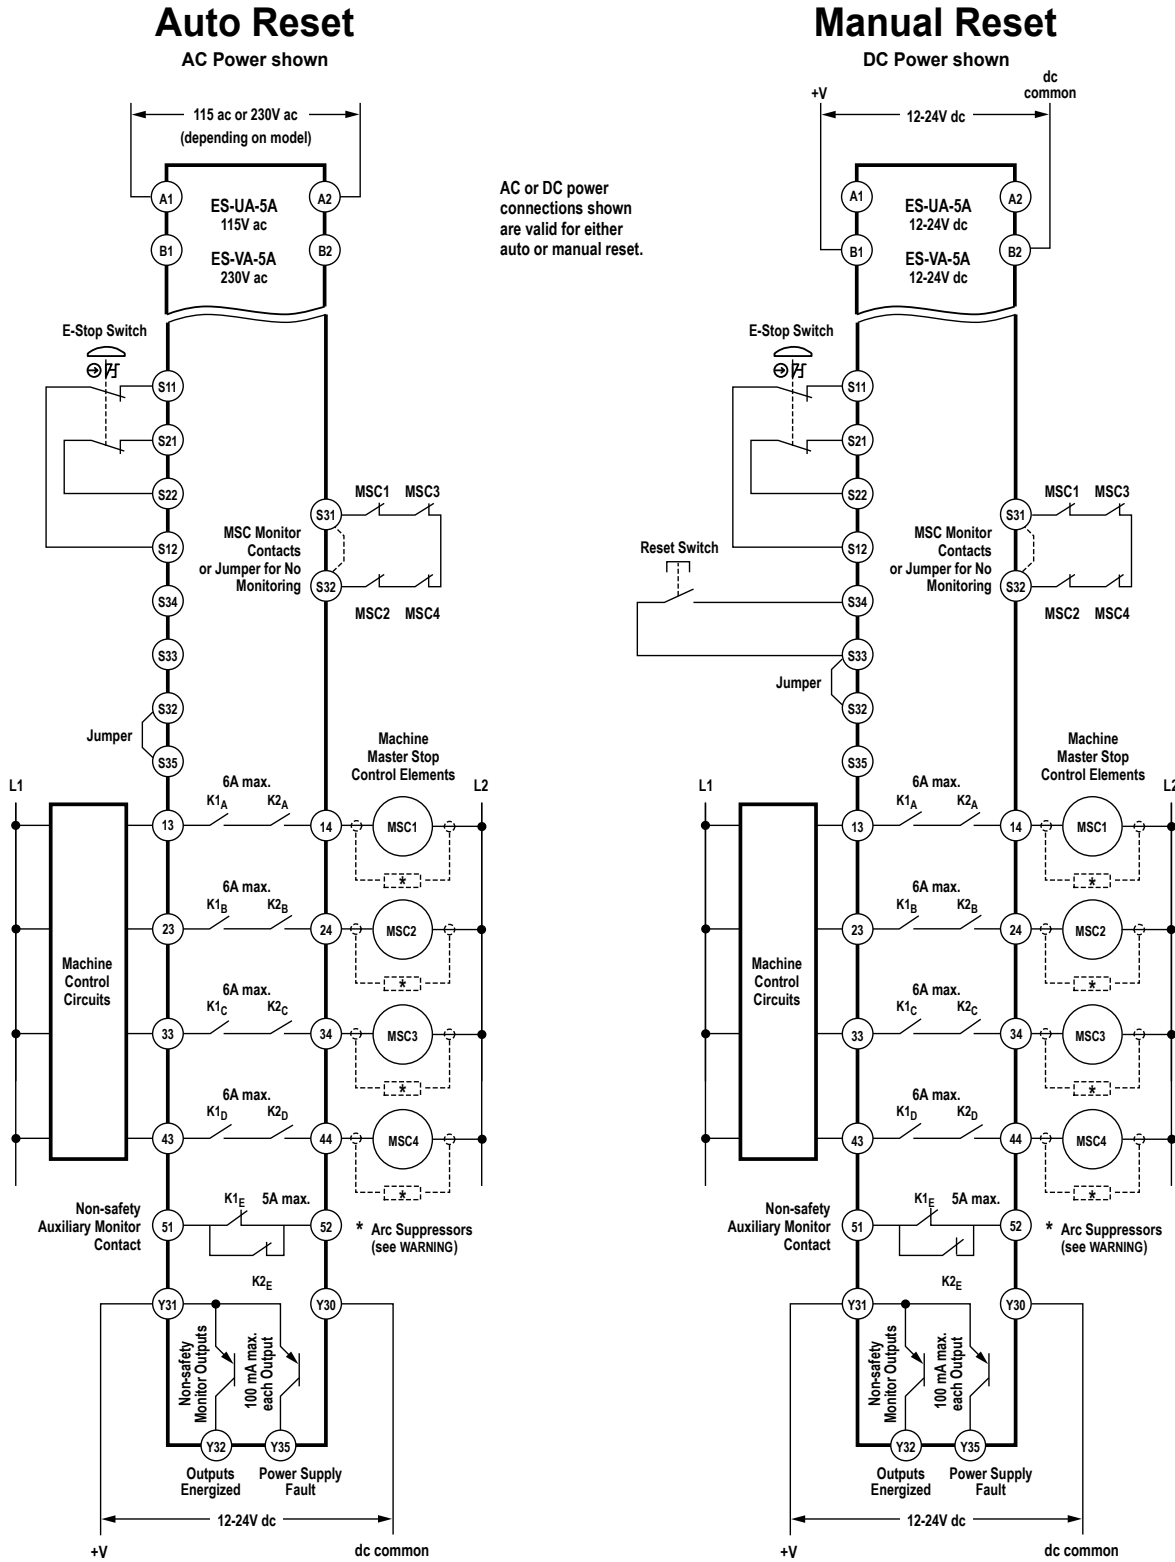 Auto Reset
AC Power shown
115 ac or 230V ac
(depending on model)
A1
A2
ES-UA-5A
115V ac
B1
B2
ES-VA-5A
230V ac
AC or DC power
connections shown
are valid for either
auto or manual reset.
E-Stop Switch
S11
S21
S22
S12
S34
S33
S32
S35
Jumper
MSC1 MSC3
S31
MSC Monitor
Contacts
or Jumper for No
Monitoring
S32
MSC2 MSC4
Machine
Master Stop
Control Elements
L1
L2
6A max.
K1A K2A
13
14
MSC1
*
6A max.
K1B K2B
23
24
MSC2
*
Machine
Control
Circuits
6A max.
K1C K2C
33
34
MSC3
*
6A max.
K1D K2D
43
44
MSC4
*
Non-safety
Auxiliary Monitor
Contact
51
K1E 5A max.
52
K2E
* Arc Suppressors
(see WARNING)
Y31
Y30
Non-safety
Monitor Outputs
100 mA max.
each Output
Y32
Y35
Outputs
Energized
Power Supply
Fault
12-24V dc
+V
dc common
Manual Reset
DC Power shown
+V
dc
common
12-24V dc
A1
A2
ES-UA-5A
12-24V dc
B1
B2
ES-VA-5A
12-24V dc
E-Stop Switch
S11
S21
S22
S12
Reset Switch
S34
S33
Jumper
S32
S35
MSC1 MSC3
S31
MSC Monitor
Contacts
or Jumper for No
Monitoring
S32
MSC2 MSC4
Machine
Master Stop
Control Elements
L1
L2
6A max.
K1A K2A
13
14
MSC1
*
6A max.
K1B K2B
23
24
MSC2
*
Machine
Control
Circuits
6A max.
K1C K2C
33
34
MSC3
*
6A max.
K1D K2D
43
44
MSC4
*
Non-safety
Auxiliary Monitor
Contact
51
K1E 5A max.
52
K2E
* Arc Suppressors
(see WARNING)
Y31
Y30
Non-safety
Monitor Outputs
100 mA max.
each Output
Y32
Y35
Outputs
Energized
Power Supply
Fault
12-24V dc
+V
dc common